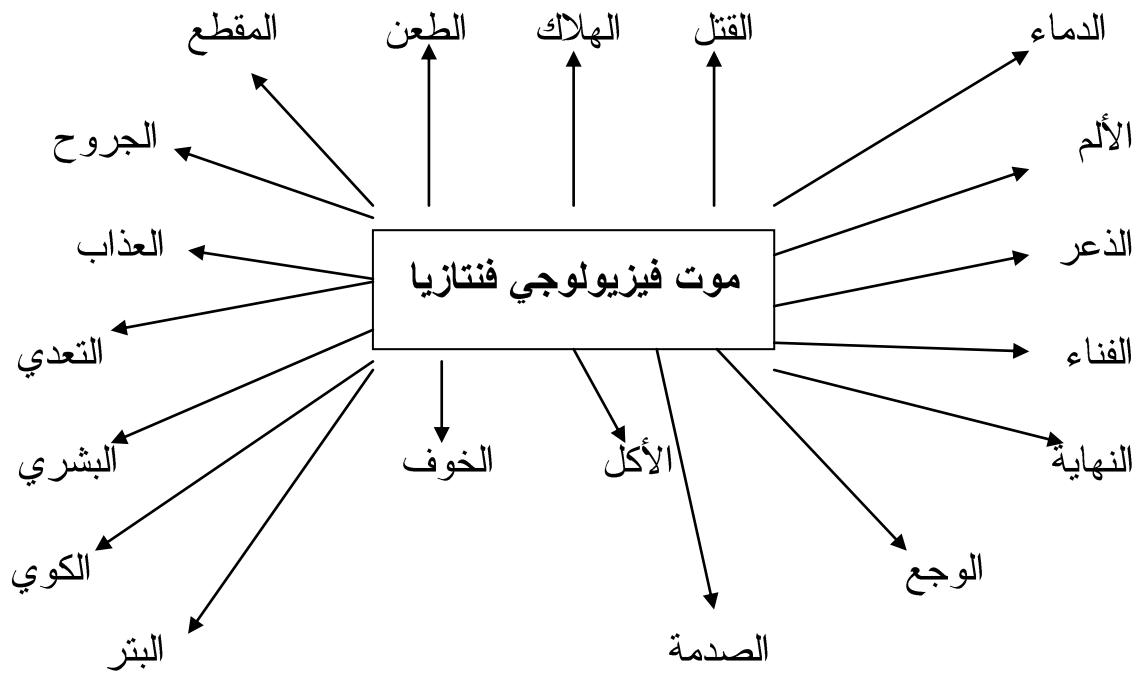 الدماء
القتل
الهلاك
الطعن
المقطع
الألم
الجروح
الذعر
العذاب
موت فيزيولوجي فنتازيا
الفناء
التعدي
النهاية
الأكل
الخوف
البشري
الوجع
الكوي
الصدمة
البتر